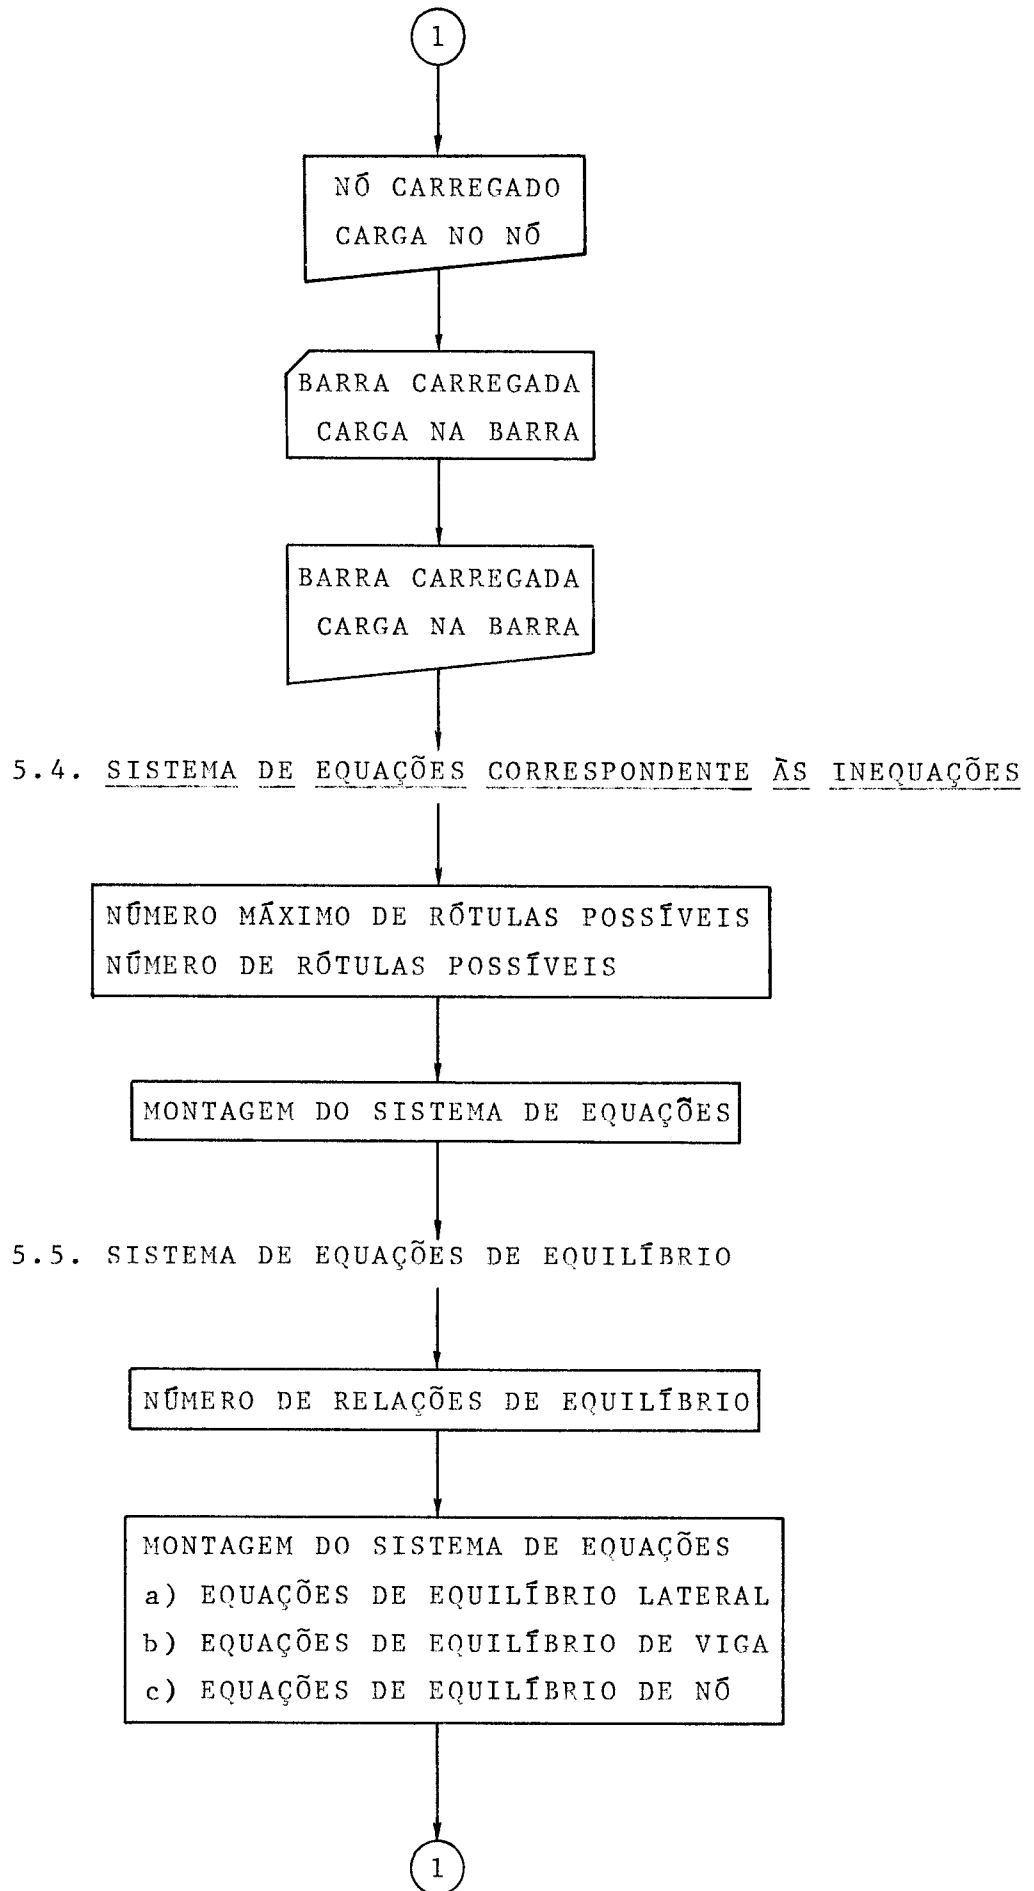 1
NÓ CARREGADO
CARGA NO NÓ
BARRA CARREGADA
CARGA NA BARRA
BARRA CARREGADA
CARGA NA BARRA
5.4. SISTEMA DE EQUAÇÕES CORRESPONDENTE ÀS INEQUAÇÕES
NÚMERO MÁXIMO DE RÓTULAS POSSÍVEIS
NÚMERO DE RÓTULAS POSSÍVEIS
MONTAGEM DO SISTEMA DE EQUAÇÕES
5.5. SISTEMA DE EQUAÇÕES DE EQUILÍBRIO
NÚMERO DE RELAÇÕES DE EQUILÍBRIO
MONTAGEM DO SISTEMA DE EQUAÇÕES
a) EQUAÇÕES DE EQUILÍBRIO LATERAL
b) EQUAÇÕES DE EQUILÍBRIO DE VIGA
c) EQUAÇÕES DE EQUILÍBRIO DE NÓ
1